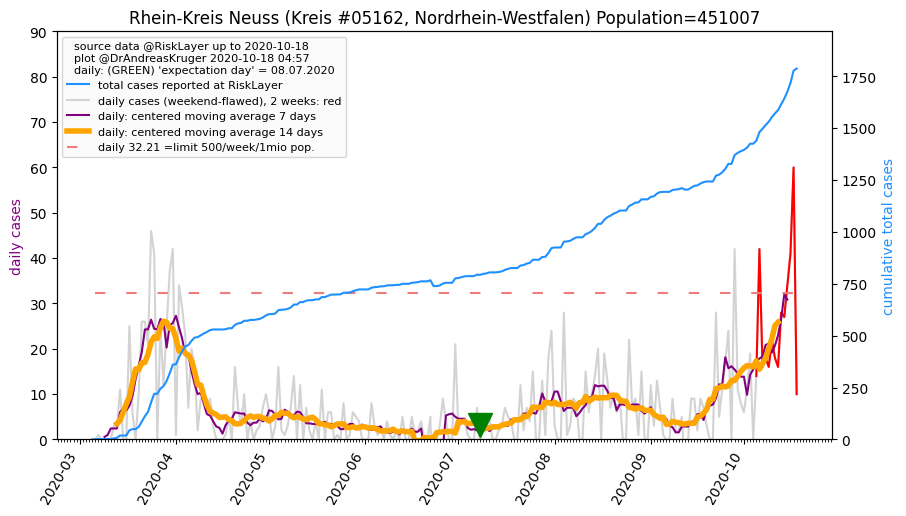 Rhein-Kreis Neuss (Kreis #05162, Nordrhein-Westfalen) Population=451007
source data @RiskLayer up to 2020-10-18
plot @DrAndreasKruger 2020-10-18 04:57
daily: (GREEN) 'expectation day' = 08.07.2020
total cases reported at RiskLayer
daily cases (weekend-flawed), 2 weeks: red
daily: centered moving average 7 days
daily: centered moving average 14 days
daily 32.21 =limit 500/week/1mio pop.
daily cases
90
80
70
60
50
40
30
20
10
0
1750
1500
1250
1000
750
500
250
0
cumulative total cases
2020-03
2020-04
2020-05
2020-06
2020-07
2020-08
2020-09
2020-10